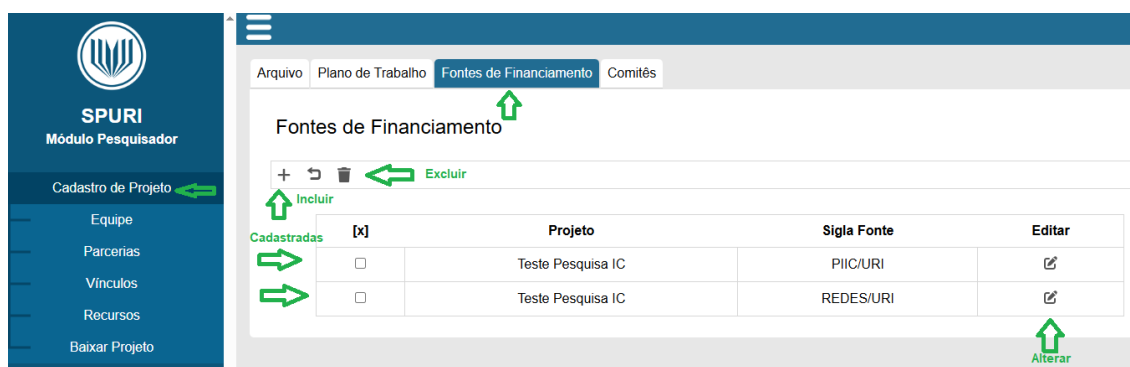 SPURI
Módulo Pesquisador
Cadastro de Projeto
Equipe
Parcerias
Vínculos
Recursos
Baixar Projeto
Arquivo Plano de Trabalho Fontes de Financiamento Comitês
Fontes de Financiamento
Excluir
Incluir
Cadastradas
[x] Projeto Sigla Fonte Editar
Teste Pesquisa IC PIIC/URI
Teste Pesquisa IC REDES/URI
Alterar